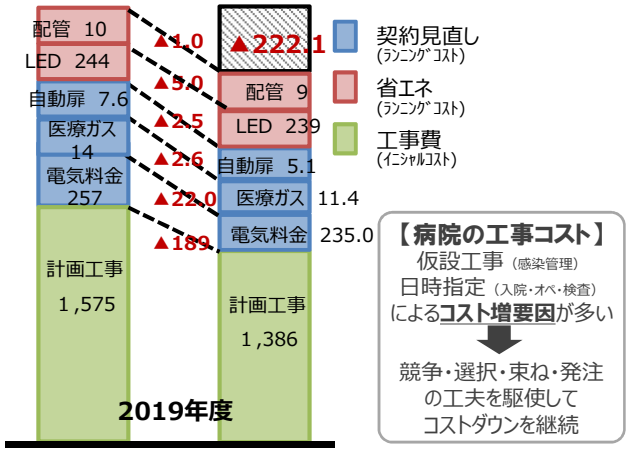 配管 10
LED 244
自動扉 7.6
医療ガス
14
電気料金
257
計画工事
1,575
▲1.0
▲5.0
▲2.5
▲2.6
▲22.0
▲189
▲222.1
配管 9
LED 239
自動扉 5.1
医療ガス 11.4
電気料金 235.0
計画工事
1,386
2019年度
契約見直し
(ﾗﾝﾆﾝｸﾞｺｽﾄ)
省エネ
(ﾗﾝﾆﾝｸﾞｺｽﾄ)
工事費
(ｲﾆｼｬﾙｺｽﾄ)
【病院の工事コスト】
仮設工事 (感染管理)
日時指定 (入院・オペ・検査)
によるコスト増要因が多い
競争・選択・束ね・発注
の工夫を駆使して
コストダウンを継続